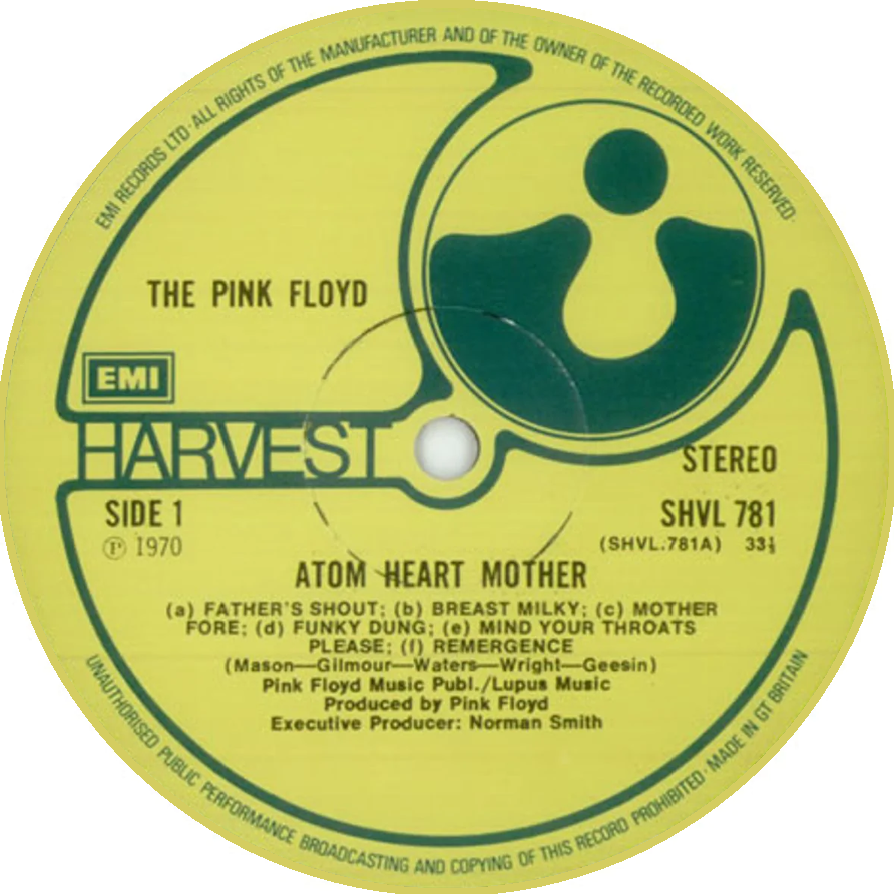 EMI RECORDS LTD·ALL RIGHTS OF THE MANUFACTURER AND OF THE OWNER OF THE RECORDED WORK RESERVED·
THE PINK FLOYD
EMI
HARVEST
STEREO
SIDE 1
SHVL 781
Ⓟ 1970
(SHVL.781A) 33⅓
ATOM HEART MOTHER
(a) FATHER'S SHOUT; (b) BREAST MILKY; (c) MOTHER
FORE; (d) FUNKY DUNG; (e) MIND YOUR THROATS
PLEASE; (f) REMERGENCE
(Mason—Gilmour—Waters—Wright—Geesin)
Pink Floyd Music Publ./Lupus Music
Produced by Pink Floyd
Executive Producer: Norman Smith
UNAUTHORISED PUBLIC PERFORMANCE BROADCASTING AND COPYING OF THIS RECORD PROHIBITED·MADE IN GT BRITAIN